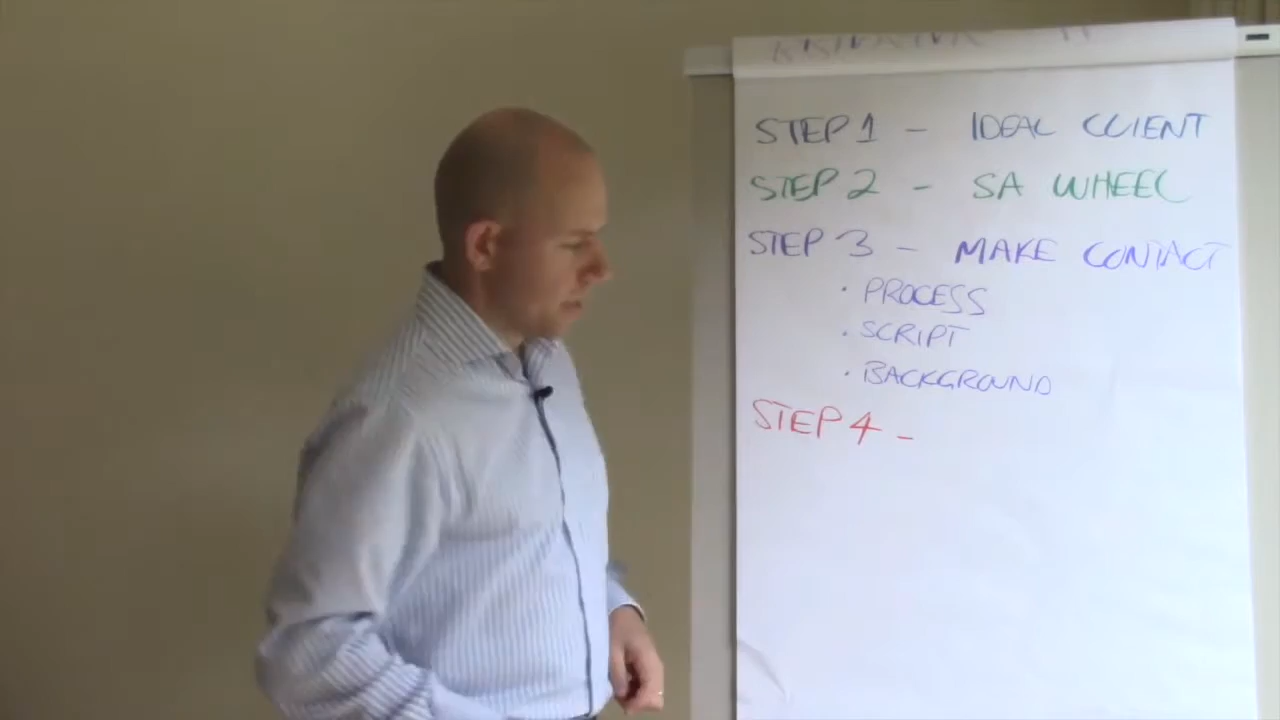 STEP 1 - IDEAL CLIENT
STEP 2 - SA WHEEL
STEP 3 - MAKE CONTACT
· PROCESS
· SCRIPT
· BACKGROUND
STEP 4 -